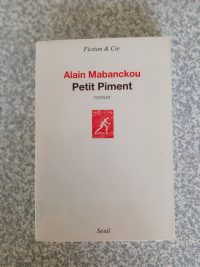 Fiction & Cie
Alain Mabanckou
Petit Piment
roman
Seuil